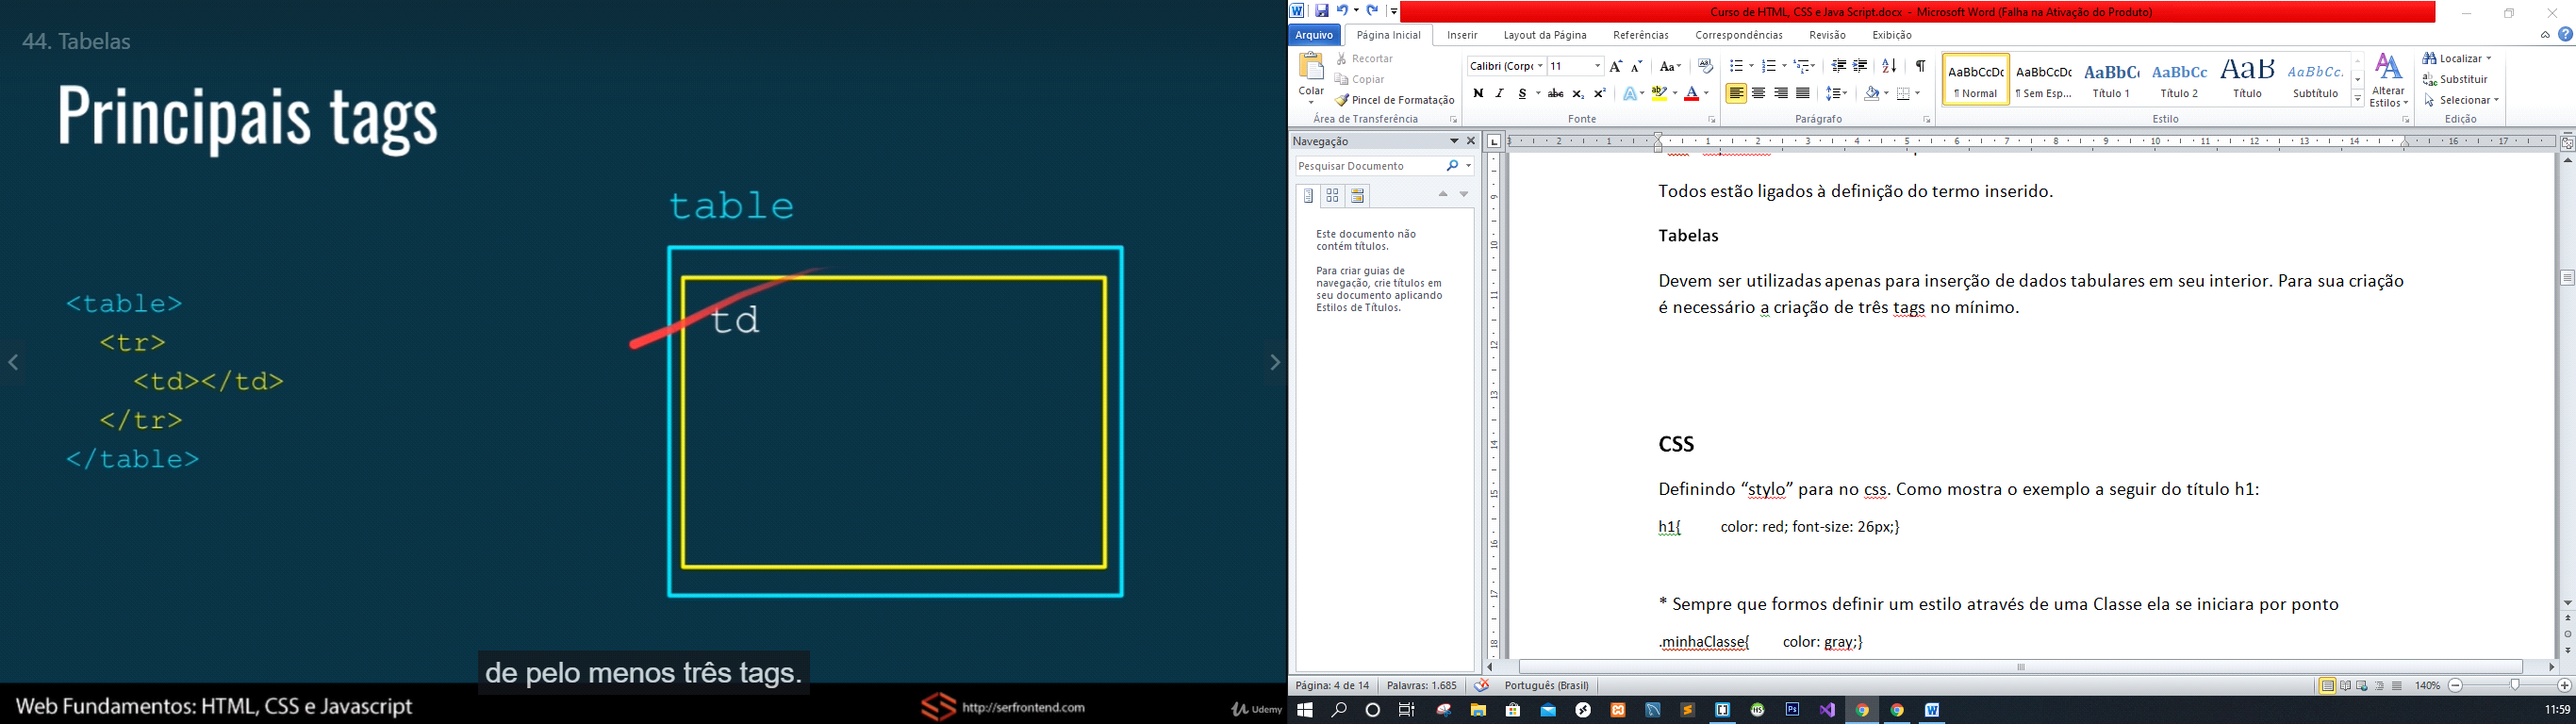 44. Tabelas
Principais tags
table
<table>
<tr>
<td></td>
</tr>
</table>
td
de pelo menos três tags.
Web Fundamentos: HTML, CSS e Javascript
http://serfrontend.com
Udemy
Curso de HTML, CSS e Java Script.docx - Microsoft Word (Falha na Ativação do Produto)
Arquivo
Página Inicial
Inserir
Layout da Página
Referências
Correspondências
Revisão
Exibição
Colar
Recortar
Copiar
Pincel de Formatação
Área de Transferência
Calibri (Corpo
11
Fonte
Parágrafo
AaBbCcDc
¶ Normal
AaBbCcDc
¶ Sem Esp...
AaBbC
Título 1
AaBbCc
Título 2
AaB
Título
AaBbCc.
Subtítulo
Alterar
Estilos
Estilo
Localizar
Substituir
Selecionar
Edição
Navegação
Pesquisar Documento
Este documento não
contém títulos.
Para criar guias de
navegação, crie títulos em
seu documento aplicando
Estilos de Títulos.
Todos estão ligados à definição do termo inserido.
Tabelas
Devem ser utilizadas apenas para inserção de dados tabulares em seu interior. Para sua criação
é necessário a criação de três tags no mínimo.
CSS
Definindo “stylo” para no css. Como mostra o exemplo a seguir do título h1:
h1{ color: red; font-size: 26px;}
* Sempre que formos definir um estilo através de uma Classe ela se iniciara por ponto
.minhaClasse{ color: gray;}
Página: 4 de 14
Palavras: 1.685
Português (Brasil)
140%
11:59